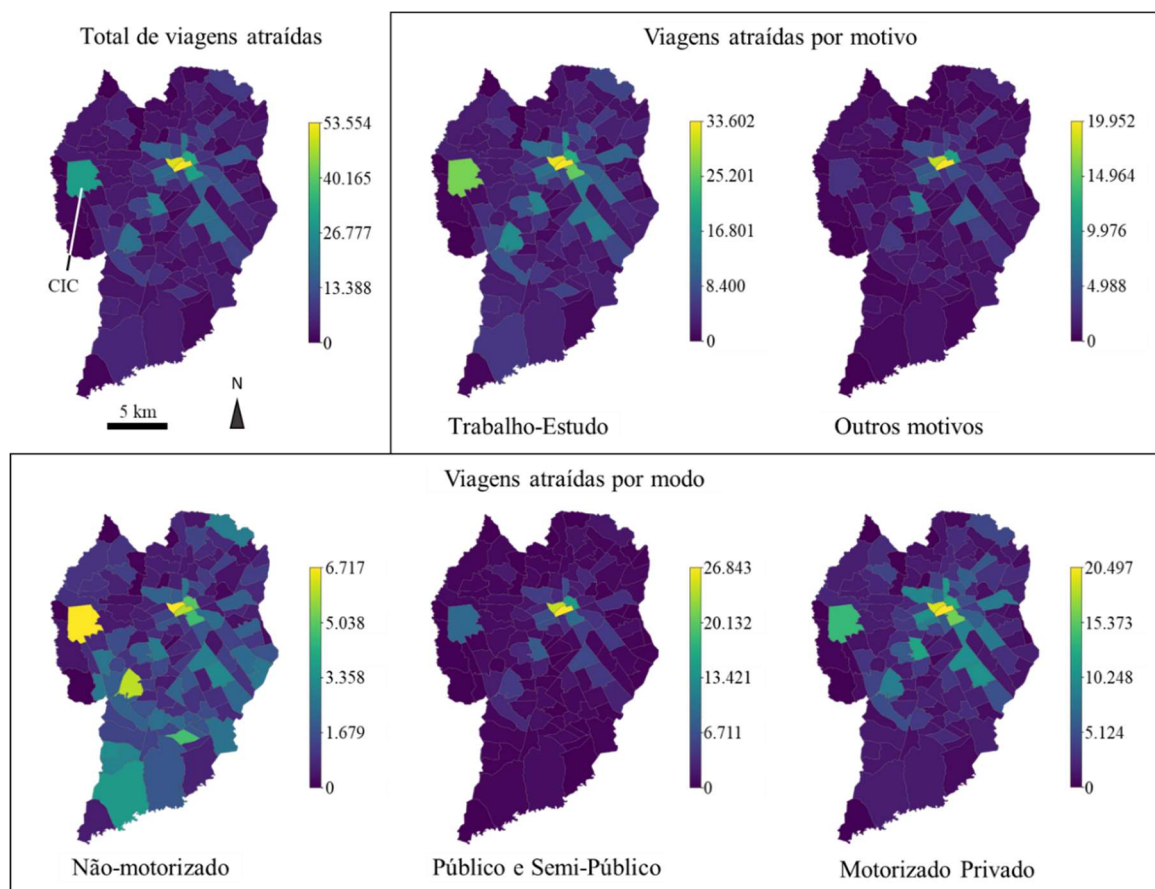 Total de viagens atraídas
53.554
40.165
26.777
13.388
0
CIC
5 km
N
Viagens atraídas por motivo
33.602
25.201
16.801
8.400
0
Trabalho-Estudo
19.952
14.964
9.976
4.988
0
Outros motivos
Viagens atraídas por modo
6.717
5.038
3.358
1.679
0
Não-motorizado
26.843
20.132
13.421
6.711
0
Público e Semi-Público
20.497
15.373
10.248
5.124
0
Motorizado Privado